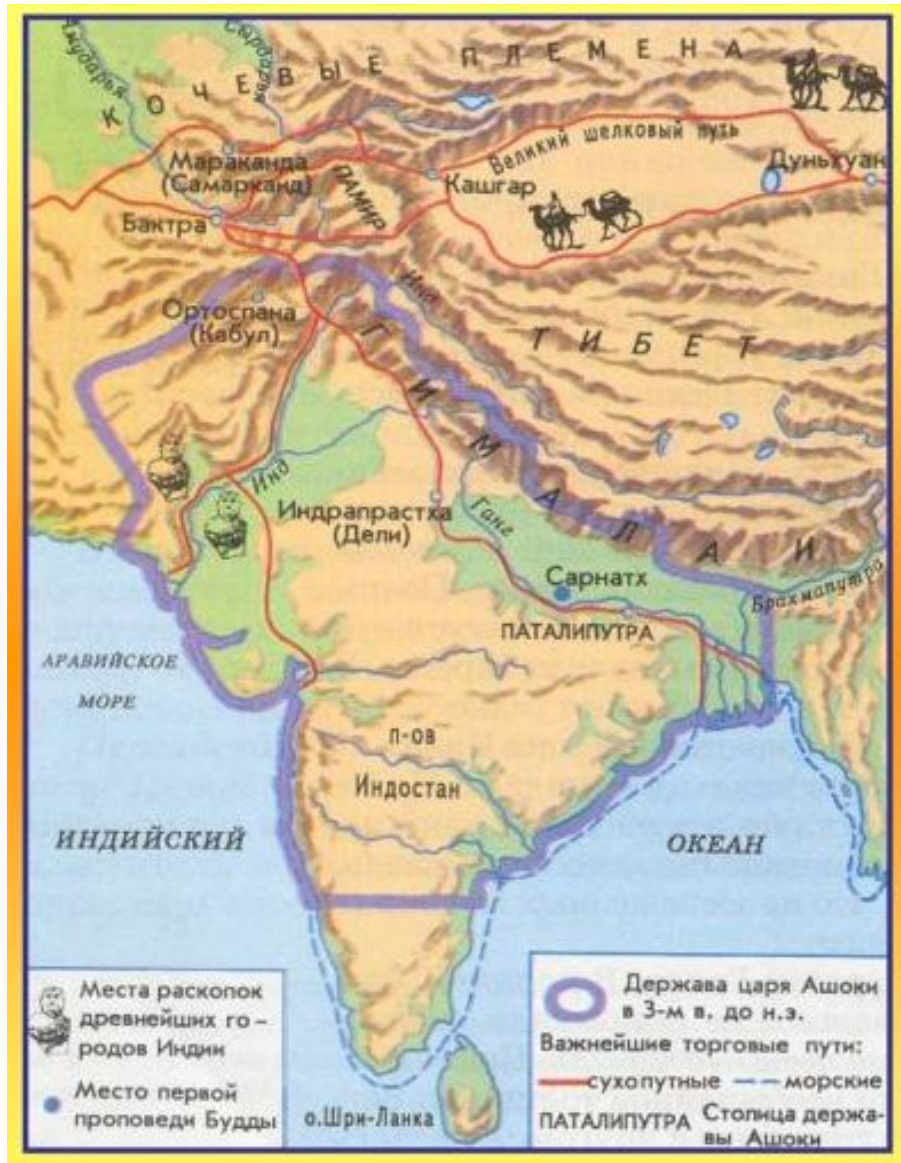 Амударья
Сырдарья
КОЧЕВЫЕ ПЛЕМЕНА
Великий шелковый путь
Мараканда
(Самарканд)
ПАМИР
Кашгар
Дуньхуан
Бактра
Ортоспана
(Кабул)
Инд
ТИБЕТ
ГИМАЛАИ
Инд
Индрапрастха
(Дели)
Ганг
Сарнатх
Брахмапутра
ПАТАЛИПУТРА
АРАВИЙСКОЕ
МОРЕ
п-ов
Индостан
ИНДИЙСКИЙ
ОКЕАН
о.Шри-Ланка
Места раскопок
древнейших го-
родов Индии
Место первой
проповеди Будды
Держава царя Ашоки
в 3-м в. до н.э.
Важнейшие торговые пути:
сухопутные
морские
ПАТАЛИПУТРА Столица держа-
вы Ашоки